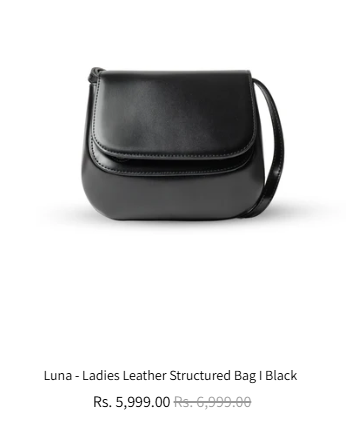 Luna - Ladies Leather Structured Bag I Black
Rs. 5,999.00 Rs. 6,999.00